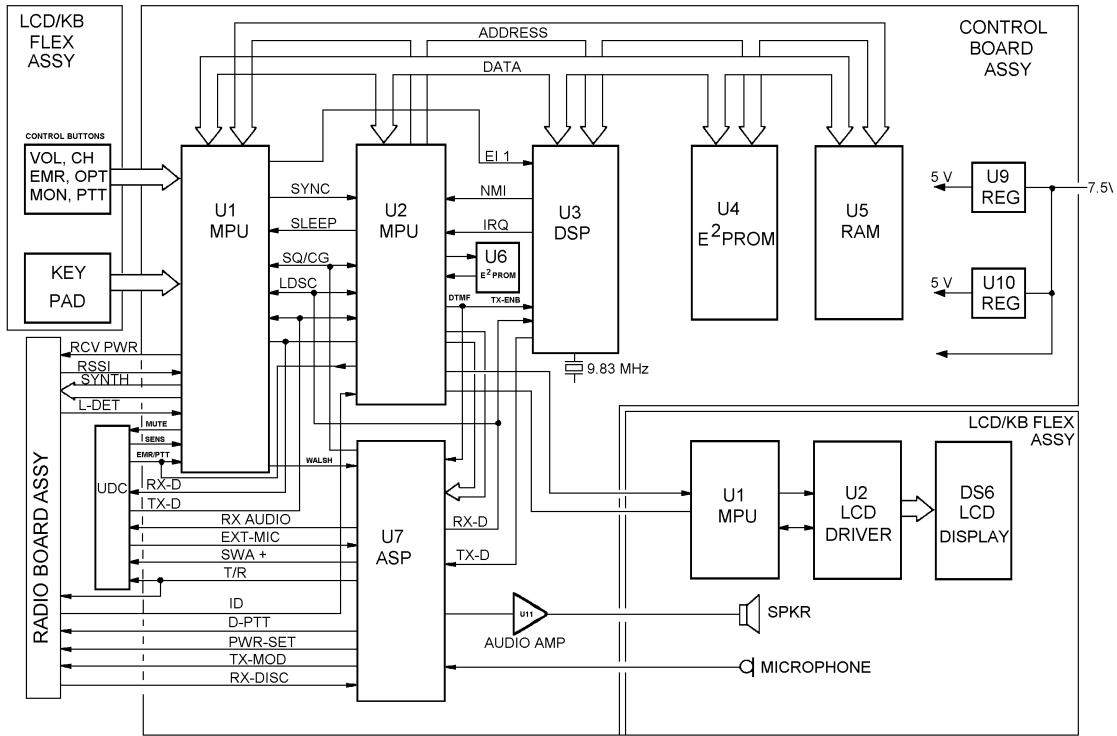 LCD/KB
FLEX
ASSY
CONTROL
BOARD
ASSY
ADDRESS
DATA
CONTROL BUTTONS
VOL, CH
EMR, OPT
MON, PTT
KEY
PAD
U1
MPU
U2
MPU
U3
DSP
U4
E2PROM
U5
RAM
U9
REG
U10
REG
5 V
5 V
7.5V
EI 1
SYNC
NMI
SLEEP
IRQ
SQ/CG
U6
E2PROM
LDSC
DTMF
TX-ENB
9.83 MHz
RCV PWR
RSSI
SYNTH
L-DET
MUTE
SENS
EMR/PTT
WALSH
UDC
RX-D
TX-D
RX AUDIO
EXT-MIC
SWA +
T/R
ID
D-PTT
PWR-SET
TX-MOD
RX-DISC
RADIO BOARD ASSY
U7
ASP
RX-D
TX-D
U11
AUDIO AMP
SPKR
MICROPHONE
LCD/KB FLEX
ASSY
U1
MPU
U2
LCD
DRIVER
DS6
LCD
DISPLAY